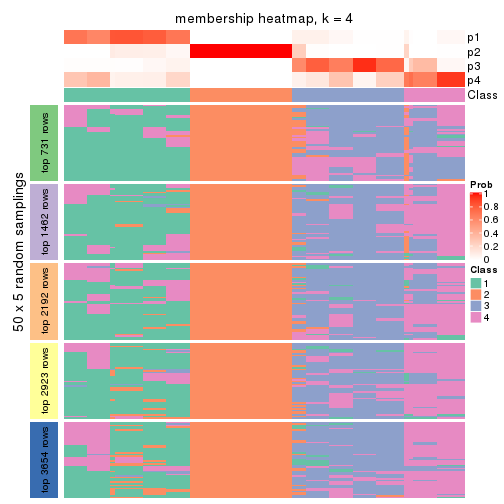 membership heatmap, k = 4
p1
p2
p3
p4
Class
50 x 5 random samplings
top 731 rows
top 1462 rows
top 2192 rows
top 2923 rows
top 3654 rows
Prob
1
0.8
0.6
0.4
0.2
0
Class
1
2
3
4